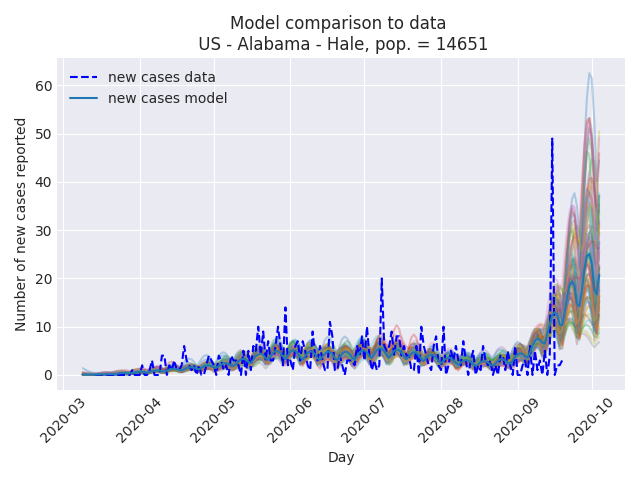 Model comparison to data
US - Alabama - Hale, pop. = 14651
new cases data
new cases model
Number of new cases reported
60
50
40
30
20
10
0
2020-03
2020-04
2020-05
2020-06
2020-07
2020-08
2020-09
2020-10
Day